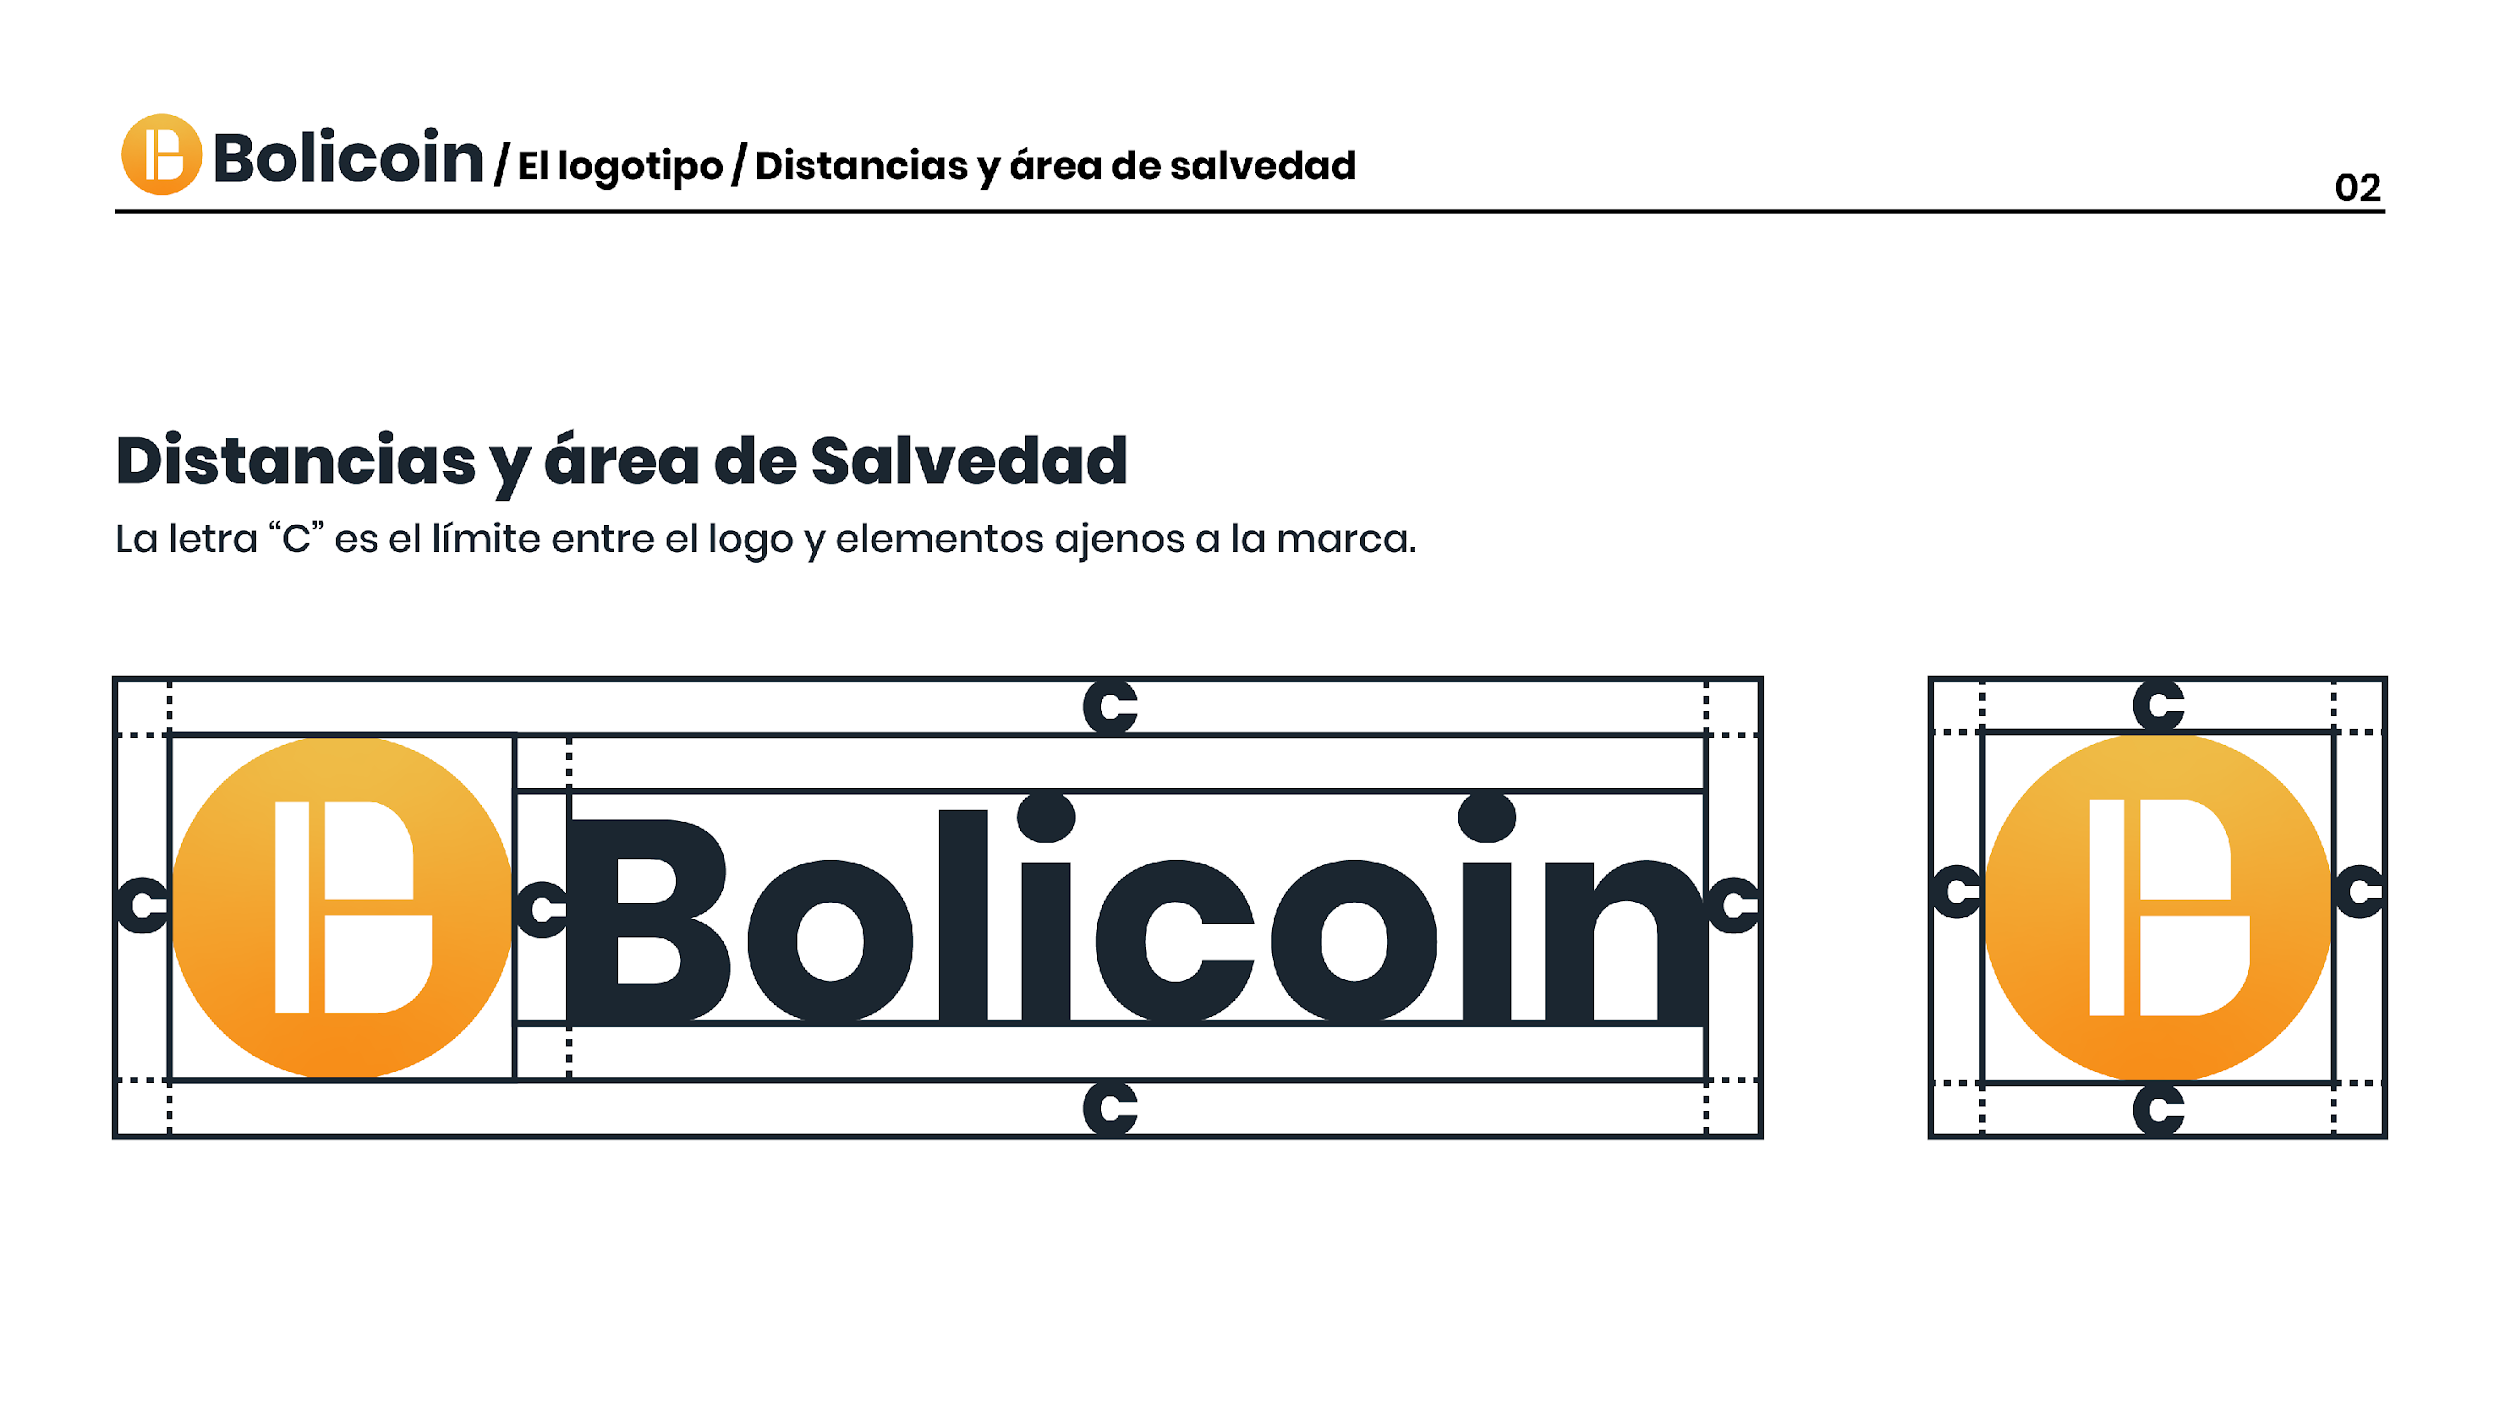 Bolicoin / El logotipo / Distancias y área de salvedad
02
Distancias y área de Salvedad
La letra “C” es el límite entre el logo y elementos ajenos a la marca.
C
C
C
C
Bolicoin
C
C
C
C
C
C